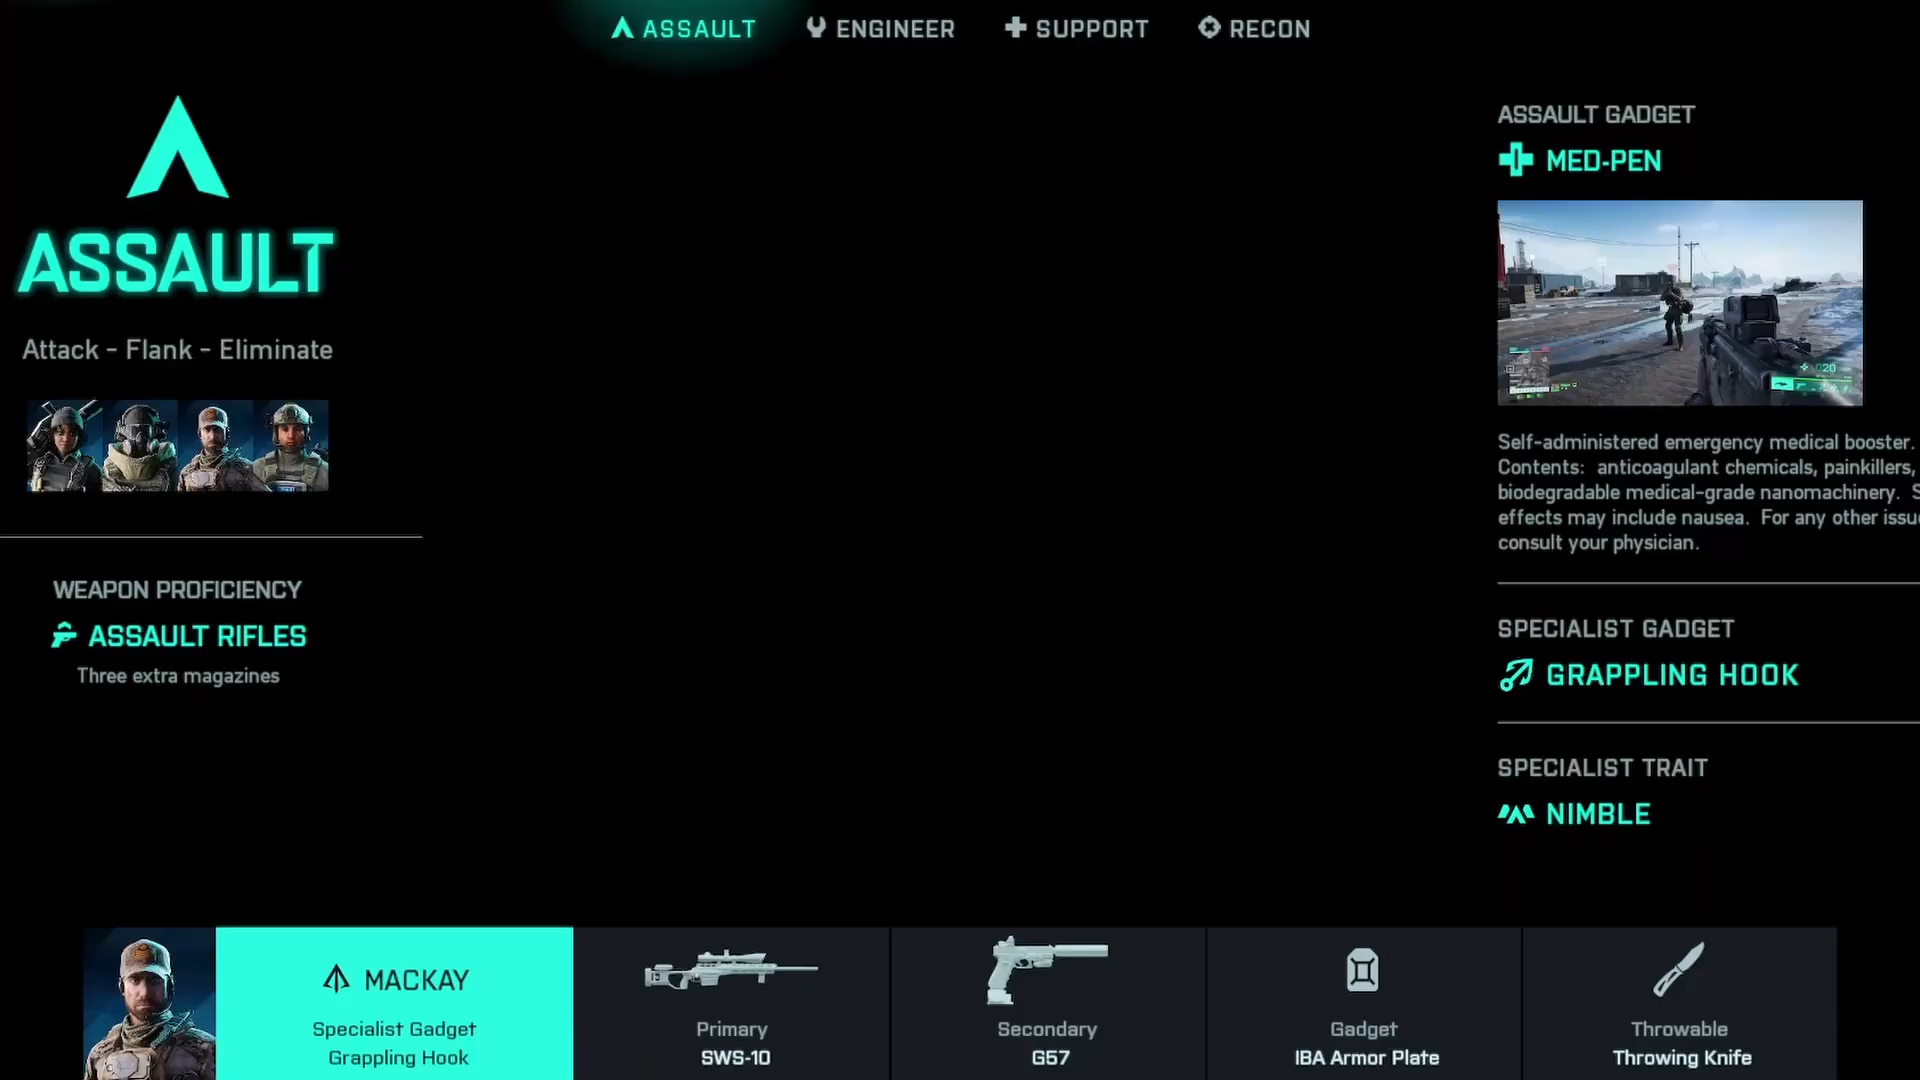 ASSAULT
ENGINEER
SUPPORT
RECON
ASSAULT
Attack - Flank - Eliminate
WEAPON PROFICIENCY
ASSAULT RIFLES
Three extra magazines
ASSAULT GADGET
MED-PEN
20
Self-administered emergency medical booster.
Contents: anticoagulant chemicals, painkillers,
biodegradable medical-grade nanomachinery.
effects may include nausea. For any other
consult your physician.
SPECIALIST GADGET
GRAPPLING HOOK
SPECIALIST TRAIT
NIMBLE
MACKAY
Specialist Gadget
Grappling Hook
Primary
SWS-10
Secondary
G57
Gadget
IBA Armor Plate
Throwable
Throwing Knife